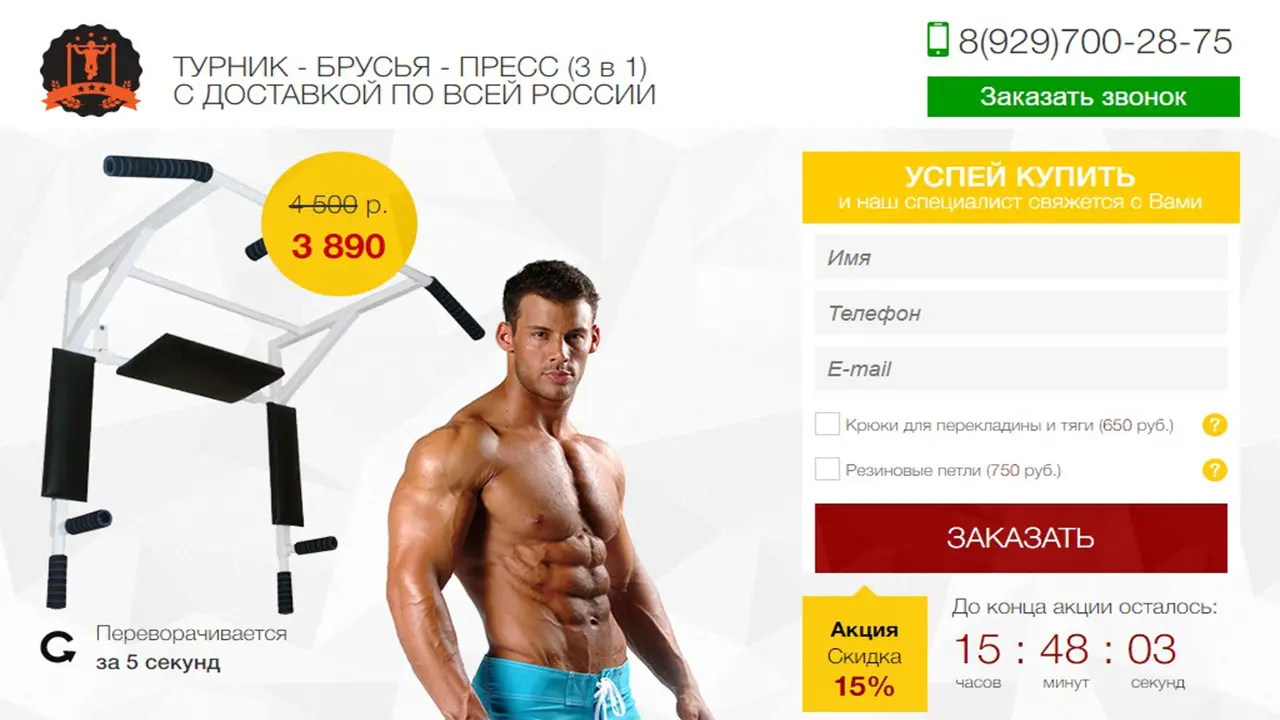 ТУРНИК - БРУСЬЯ - ПРЕСС (3 в 1)
С ДОСТАВКОЙ ПО ВСЕЙ РОССИИ
8(929)700-28-75
Заказать звонок
4 500 р.
3 890
Переворачивается
за 5 секунд
УСПЕЙ КУПИТЬ
и наш специалист свяжется с Вами
Имя
Телефон
E-mail
Крюки для перекладины и тяги (650 руб.) ?
Резиновые петли (750 руб.) ?
ЗАКАЗАТЬ
Акция
Скидка
15%
До конца акции осталось:
15 : 48 : 03
часов минут секунд